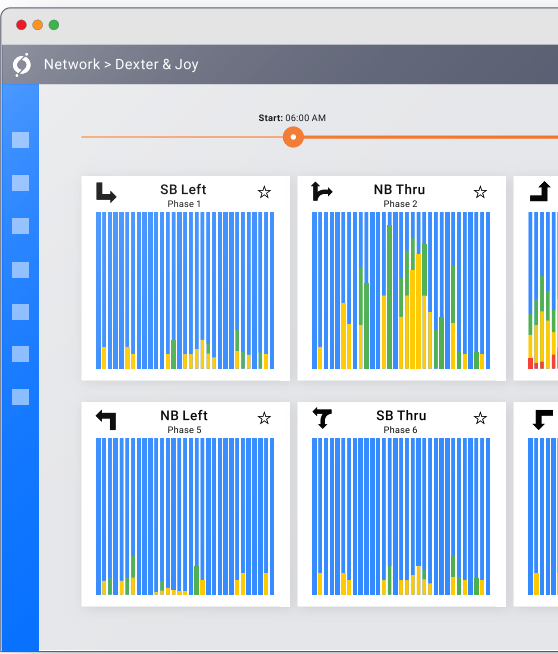 Network > Dexter & Joy
Start: 06:00 AM
SB Left
Phase 1
NB Thru
Phase 2
NB Left
Phase 5
SB Thru
Phase 6